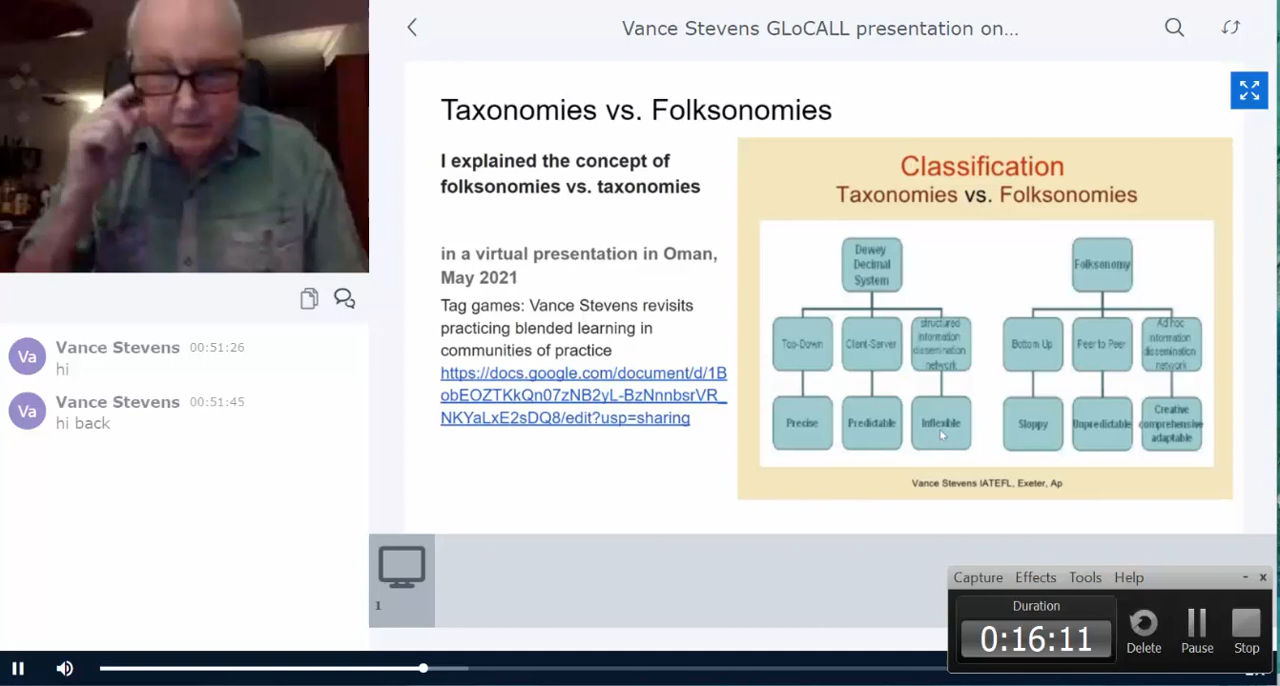 Vance Stevens GLoCALL presentation on...
Taxonomies vs. Folksonomies
I explained the concept of
folksonomies vs. taxonomies
in a virtual presentation in Oman,
May 2021
Tag games: Vance Stevens revisits
practicing blended learning in
communities of practice
https://docs.google.com/document/d/1B
obEOZTKkQn07zNB2yL-BzNnnbsrVR_
NKYaLxE2sDQ8/edit?usp=sharing
Classification
Taxonomies vs. Folksonomies
Dewey
Decimal
System
Top-Down
Client-Server
structured
information
dissemination
network
Precise
Predictable
Inflexible
Folksonomy
Bottom Up
Peer to Peer
Ad hoc
information
dissemination
network
Sloppy
Unpredictable
Creative
comprehensive
adaptable
Vance Stevens IATEFL, Exeter, Ap
Va
Vance Stevens 00:51:26
hi
Va
Vance Stevens 00:51:45
hi back
1
Capture Effects Tools Help
Duration
0:16:11
Delete
Pause
Stop